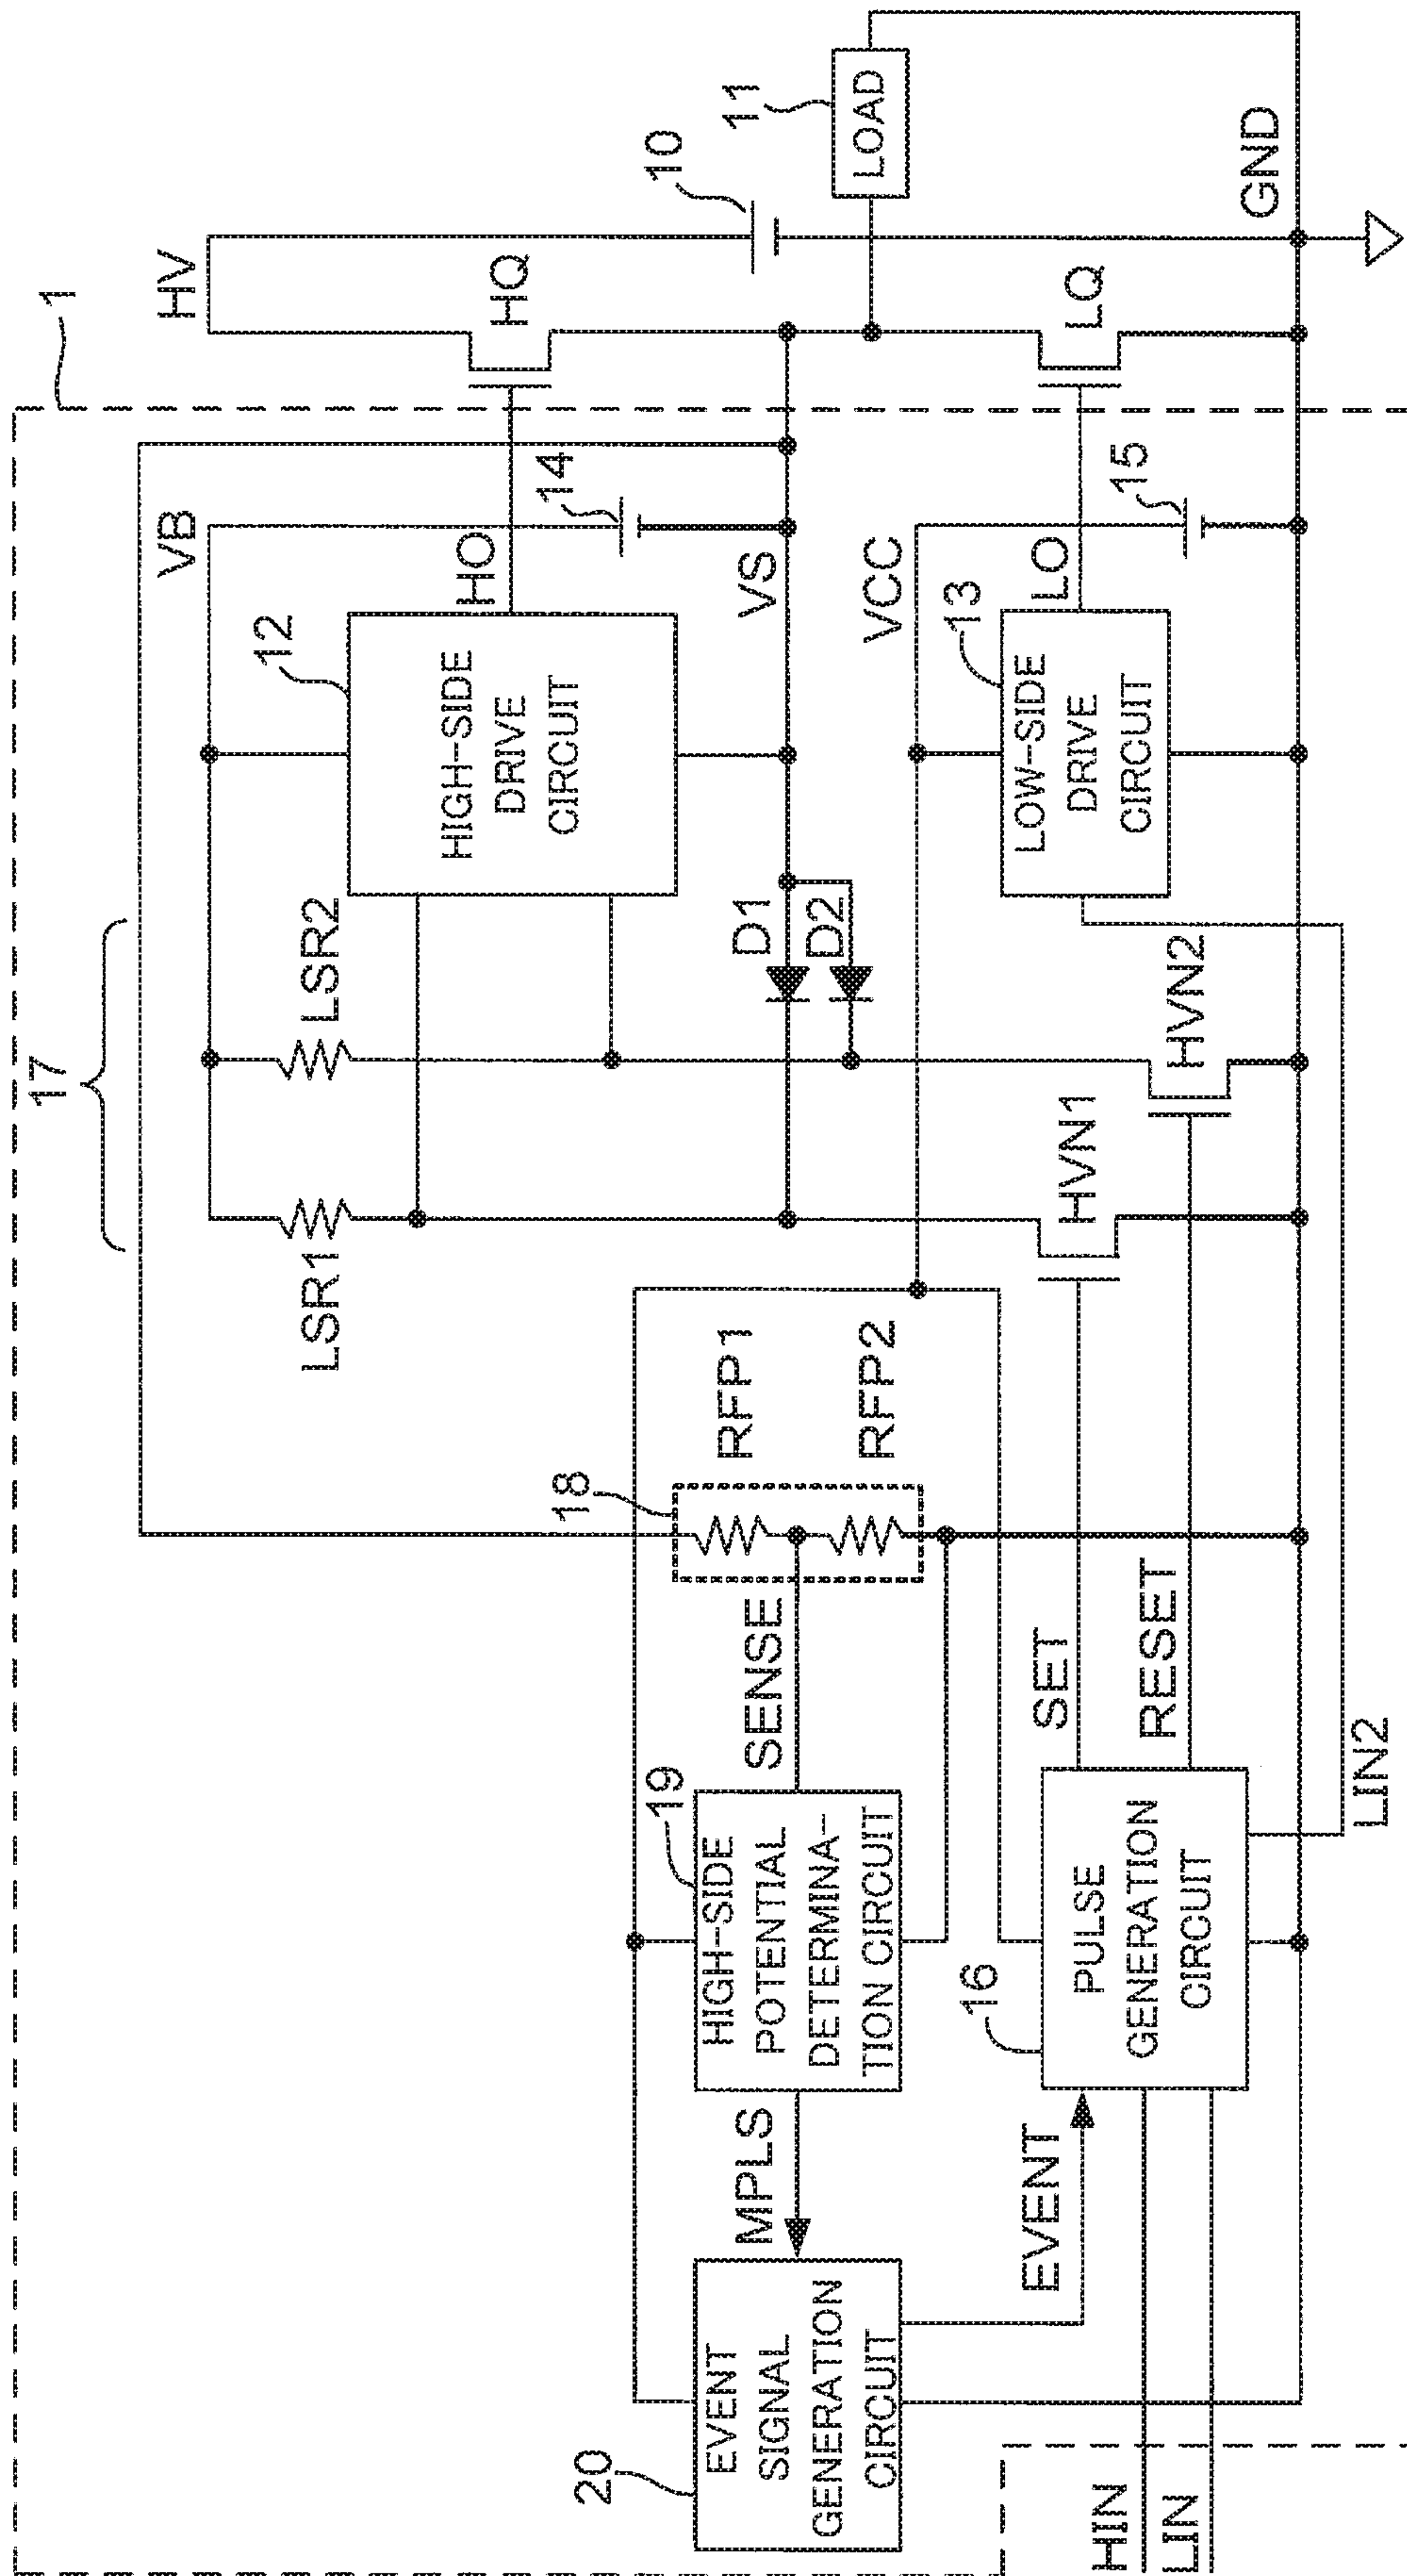 1
17
HV
VB
10
11
LOAD
HQ
12
HIGH-SIDE
DRIVE
CIRCUIT
HO
14
LSR1
LSR2
VS
D1
D2
VCC
13
LOW-SIDE
DRIVE
CIRCUIT
LO
15
LQ
GND
HVN1
HVN2
18
RFP1
RFP2
SENSE
19
HIGH-SIDE
POTENTIAL
DETERMINA-
TION CIRCUIT
MPLS
20
EVENT
SIGNAL
GENERATION
CIRCUIT
EVENT
16
PULSE
GENERATION
CIRCUIT
SET
RESET
LIN2
HIN
LIN